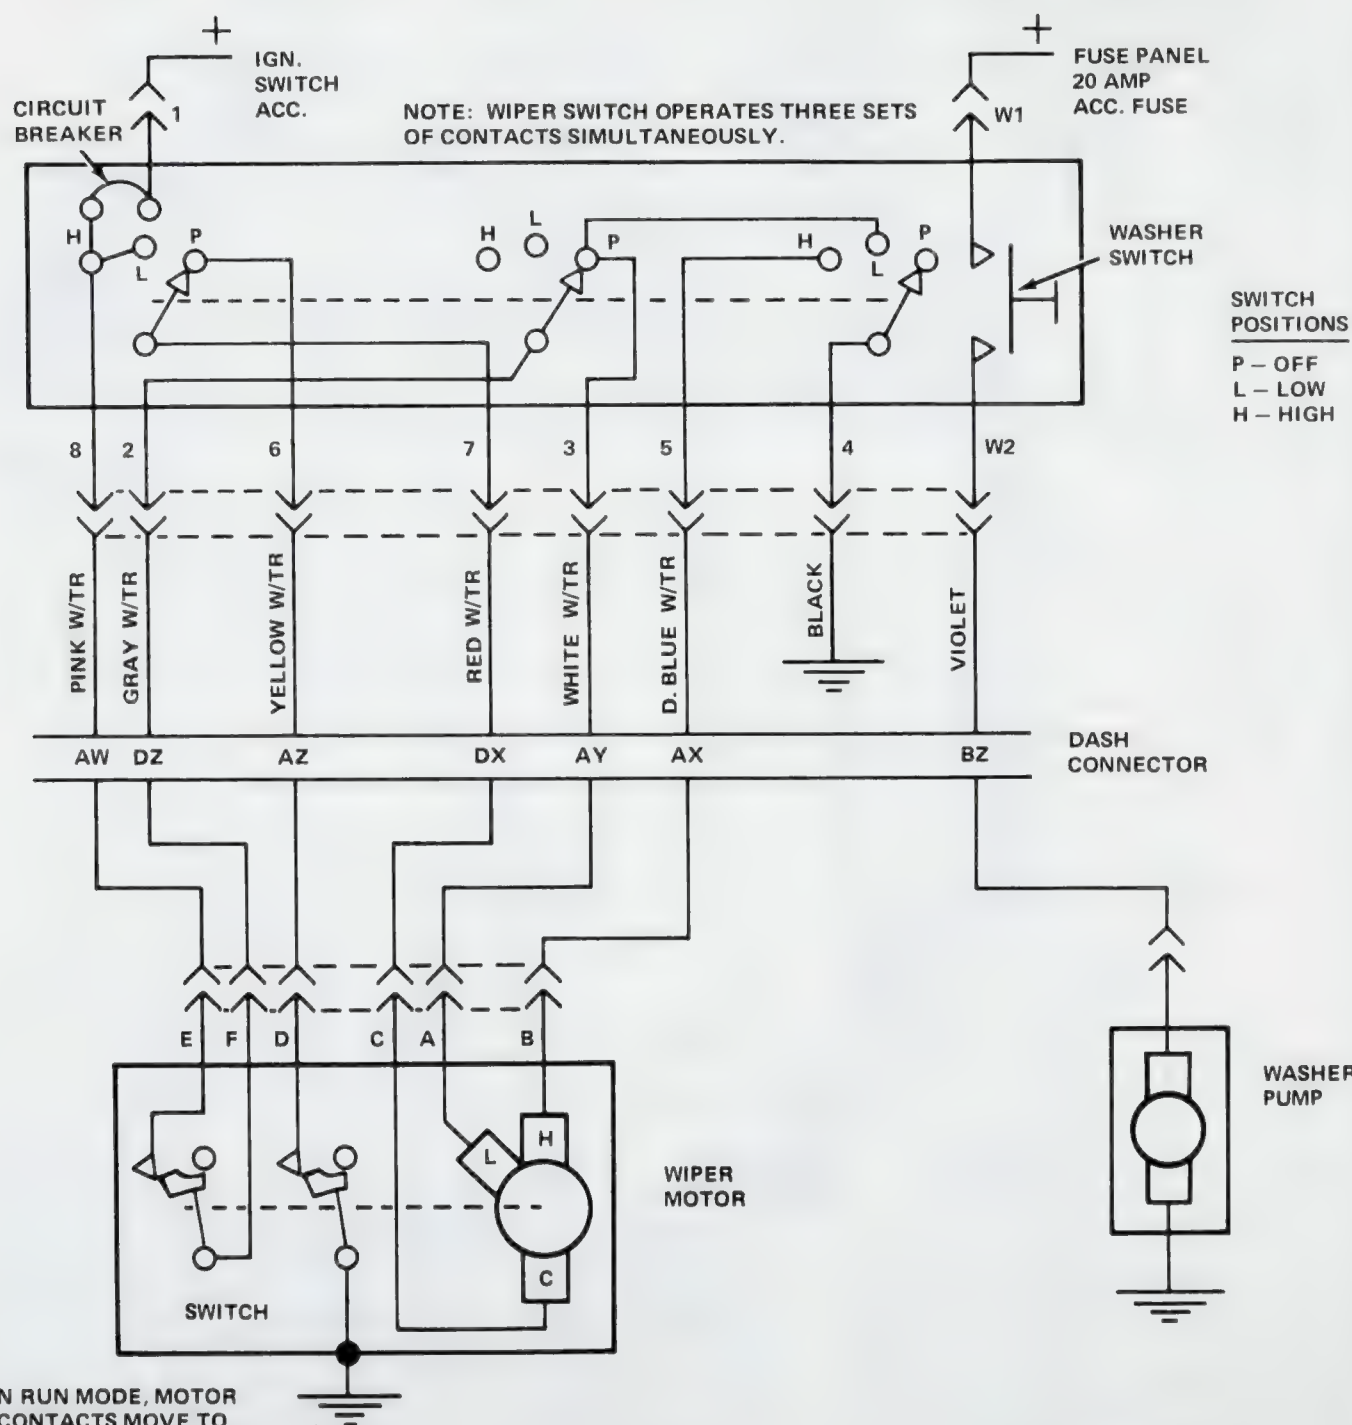 +
IGN.
SWITCH
ACC.
1
CIRCUIT
BREAKER
NOTE: WIPER SWITCH OPERATES THREE SETS
OF CONTACTS SIMULTANEOUSLY.
+
FUSE PANEL
20 AMP
ACC. FUSE
W1
H
L
P
H
L
P
H
L
P
WASHER
SWITCH
SWITCH
POSITIONS
P – OFF
L – LOW
H – HIGH
8
2
6
7
3
5
4
W2
PINK W/TR
GRAY W/TR
YELLOW W/TR
RED W/TR
WHITE W/TR
D. BLUE W/TR
BLACK
VIOLET
AW
DZ
AZ
DX
AY
AX
BZ
DASH
CONNECTOR
E
F
D
C
A
B
L
H
C
SWITCH
WIPER
MOTOR
WASHER
PUMP
N RUN MODE, MOTOR
CONTACTS MOVE TO